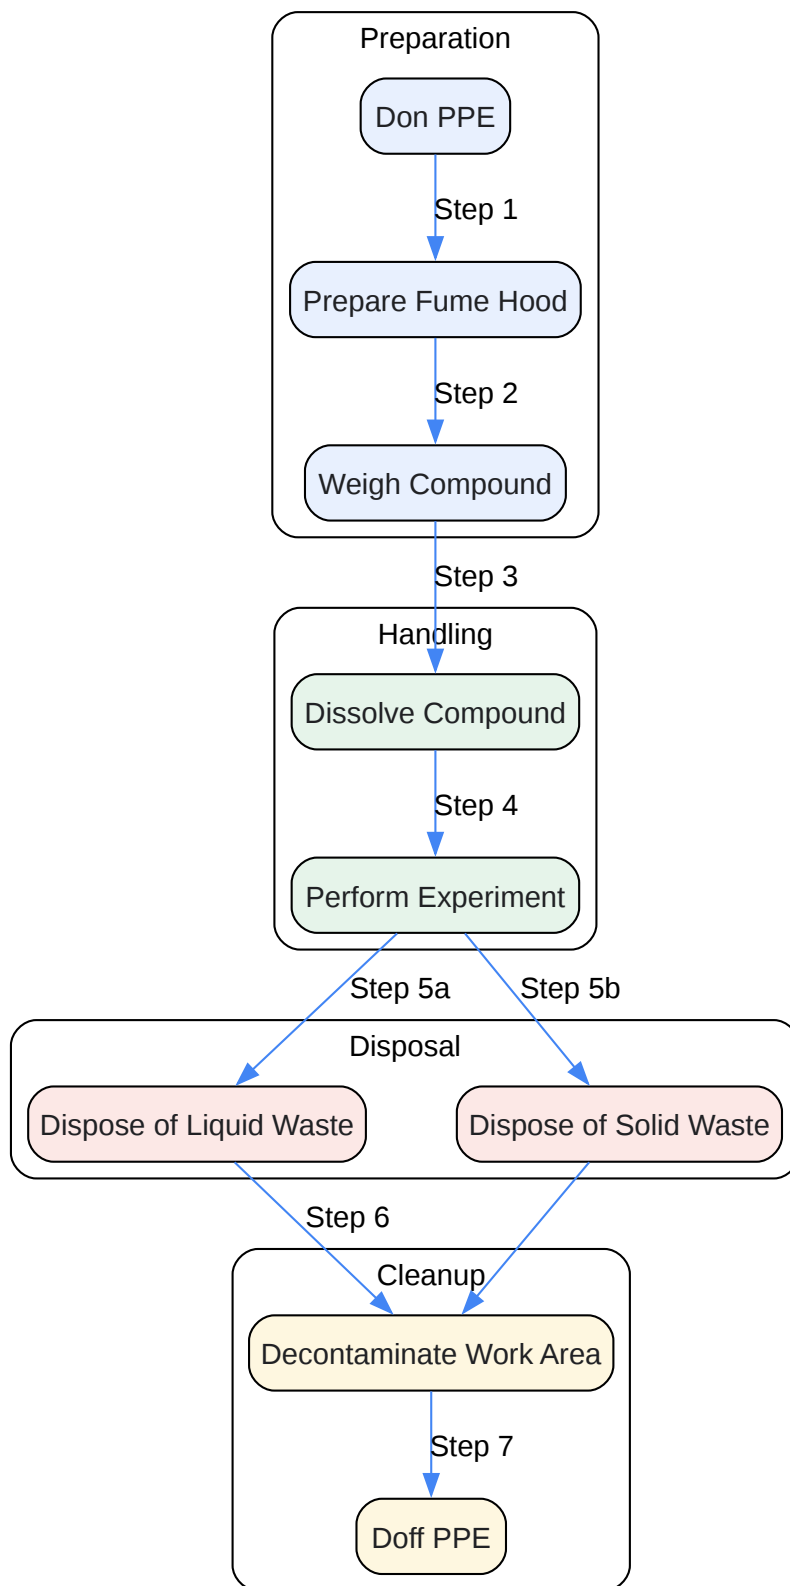 Preparation
Don PPE
Step 1
Prepare Fume Hood
Step 2
Weigh Compound
Step 3
Handling
Dissolve Compound
Step 4
Perform Experiment
Step 5a
Step 5b
Disposal
Dispose of Liquid Waste
Dispose of Solid Waste
Step 6
Cleanup
Decontaminate Work Area
Step 7
Doff PPE